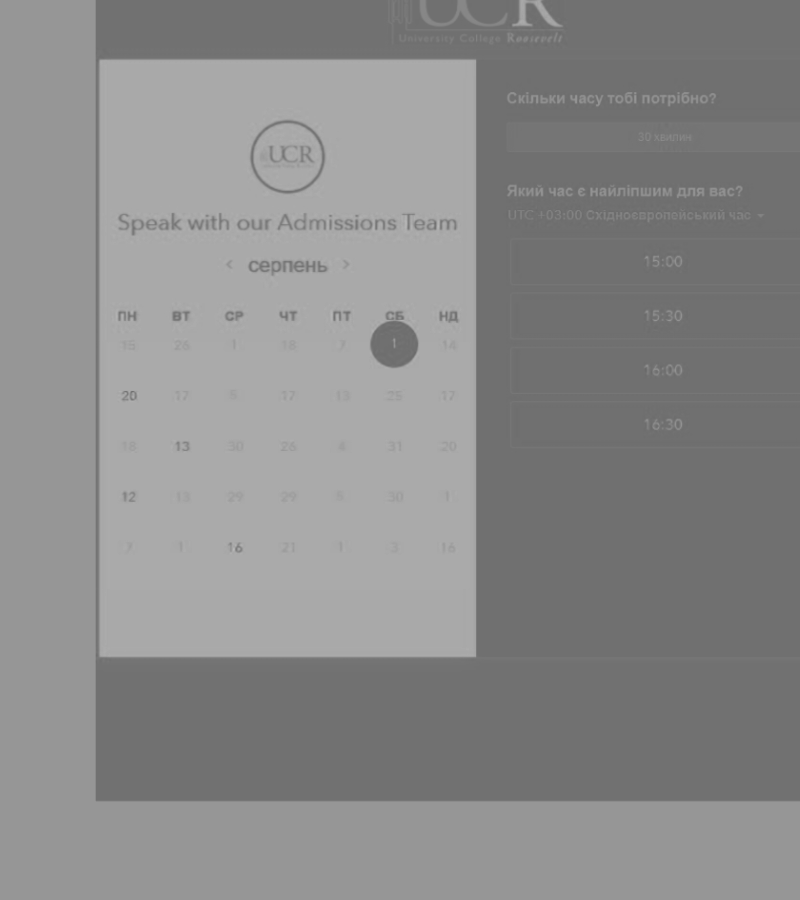 UCR
University College Roosevelt
UCR
Speak with our Admissions Team
< серпень >
ПН ВТ СР ЧТ ПТ СБ НД
15 26 1 18 7 1 14
20 17 17 13 25 17
18 13 30 26 4 31 20
12 13 29 29 30 1
7 1 16 21 1 3 16
Скільки часу тобі потрібно?
30 хвилин
Який час є найліпшим для вас?
UTC +03:00 Східноєвропейський час
15:00
15:30
16:00
16:30